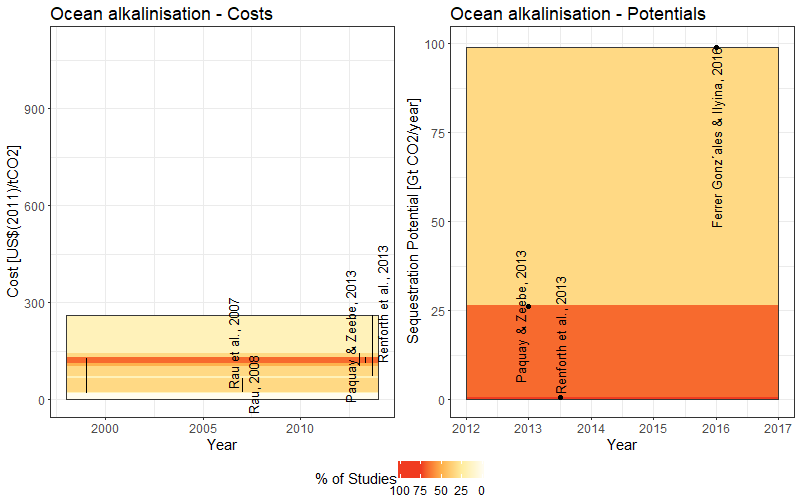 Ocean alkalinisation - Costs
Cost [US$(2011)/tCO2]
900
600
300
0
Rau et al., 2007
Rau, 2008
Paquay & Zeebe, 2013
Renforth et al., 2013
2000
2005
2010
Year
Ocean alkalinisation - Potentials
Sequestration Potential [Gt CO2/year]
100
75
50
25
0
Paquay & Zeebe, 2013
Renforth et al., 2013
Ferrer Gonz´ales & Ilyina, 2016
2012
2013
2014
2015
2016
2017
Year
% of Studies
100 75 50 25 0